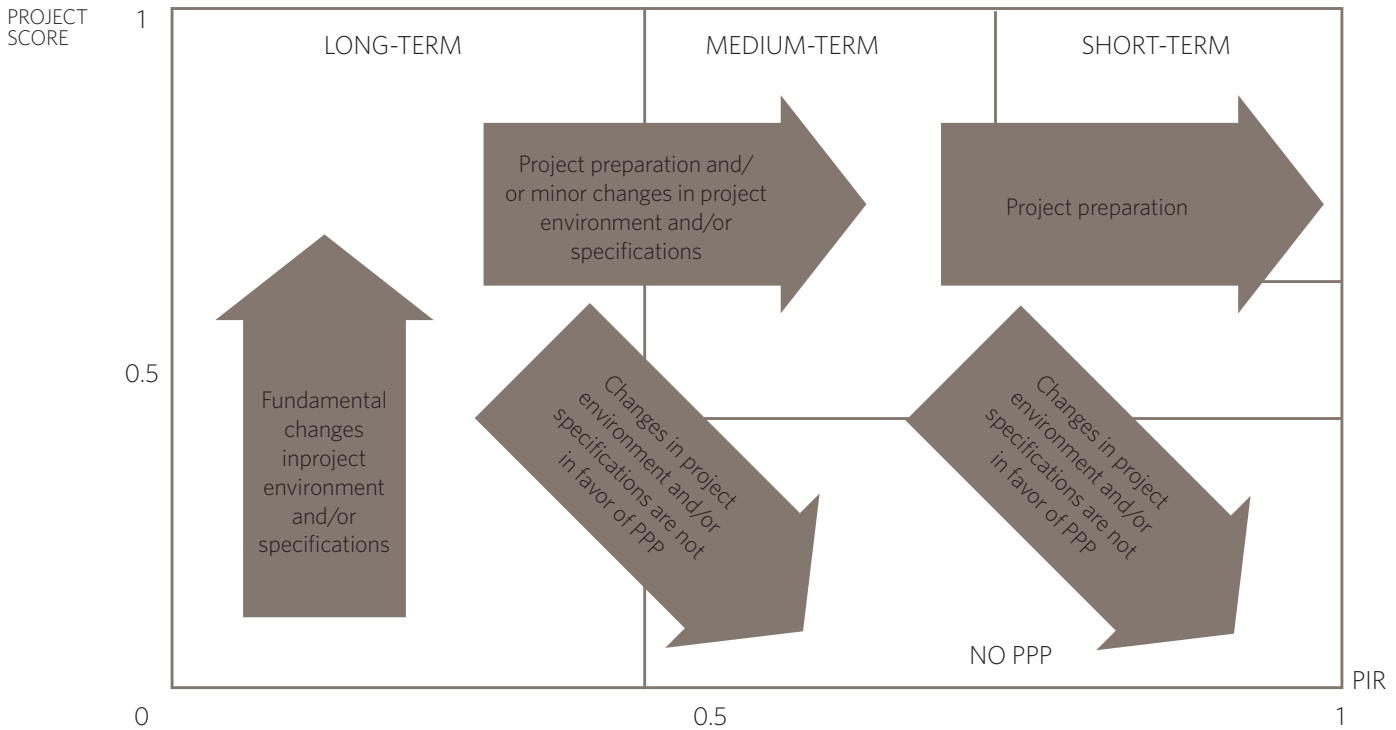 PROJECT
SCORE
1
LONG-TERM
MEDIUM-TERM
SHORT-TERM
Project preparation and/
or minor changes in project
environment and/or
specifications
Project preparation
0.5
Fundamental
changes
inproject
environment
and/or
specifications
Changes in project
environment and/or
specifications are not
in favor of PPP
Changes in project
environment and/or
specifications are not
in favor of PPP
NO PPP
PIR
0
0.5
1